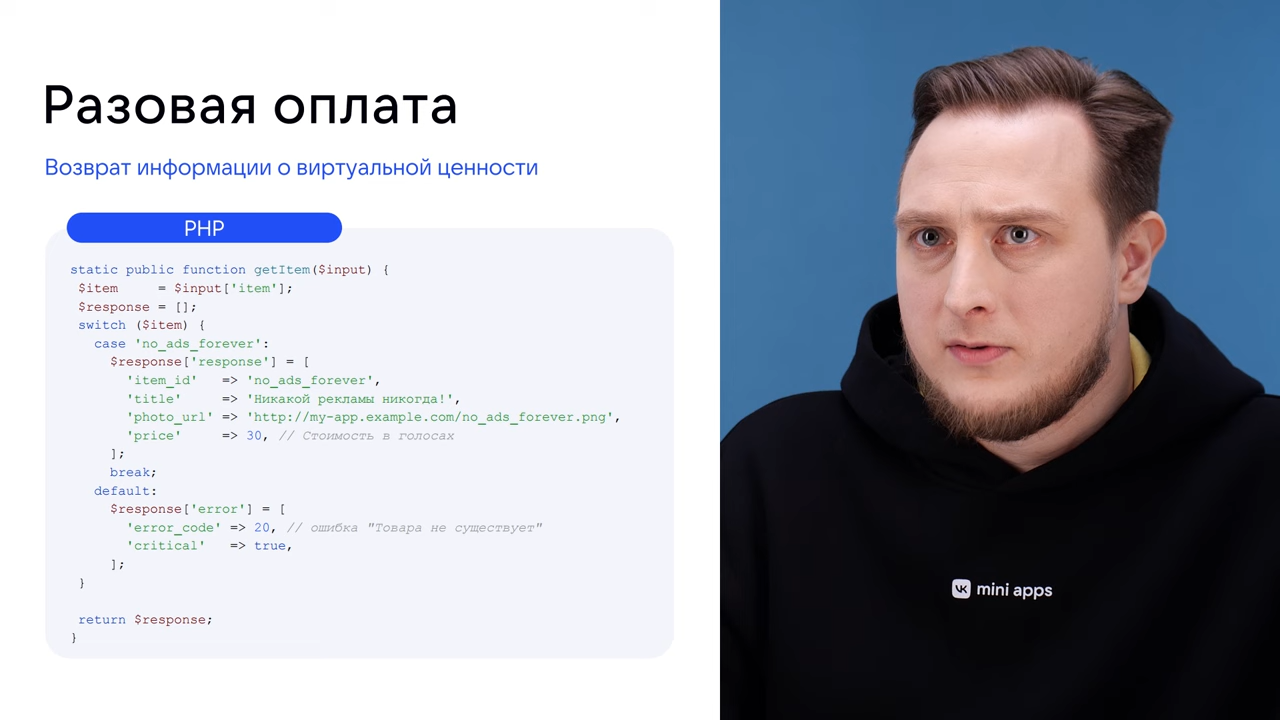 Разовая оплата
Возврат информации о виртуальной ценности
PHP
static public function getItem($input) {
 $item     = $input['item'];
 $response = [];
 switch ($item) {
   case 'no_ads_forever':
     $response['response'] = [
       'item_id'   => 'no_ads_forever',
       'title'     => 'Никакой рекламы никогда!',
       'photo_url' => 'http://my-app.example.com/no_ads_forever.png',
       'price'     => 30, // Стоимость в голосах
     ];
     break;
   default:
     $response['error'] = [
       'error_code' => 20, // ошибка "Товара не существует"
       'critical'   => true,
     ];
 }
 return $response;
}
mini apps